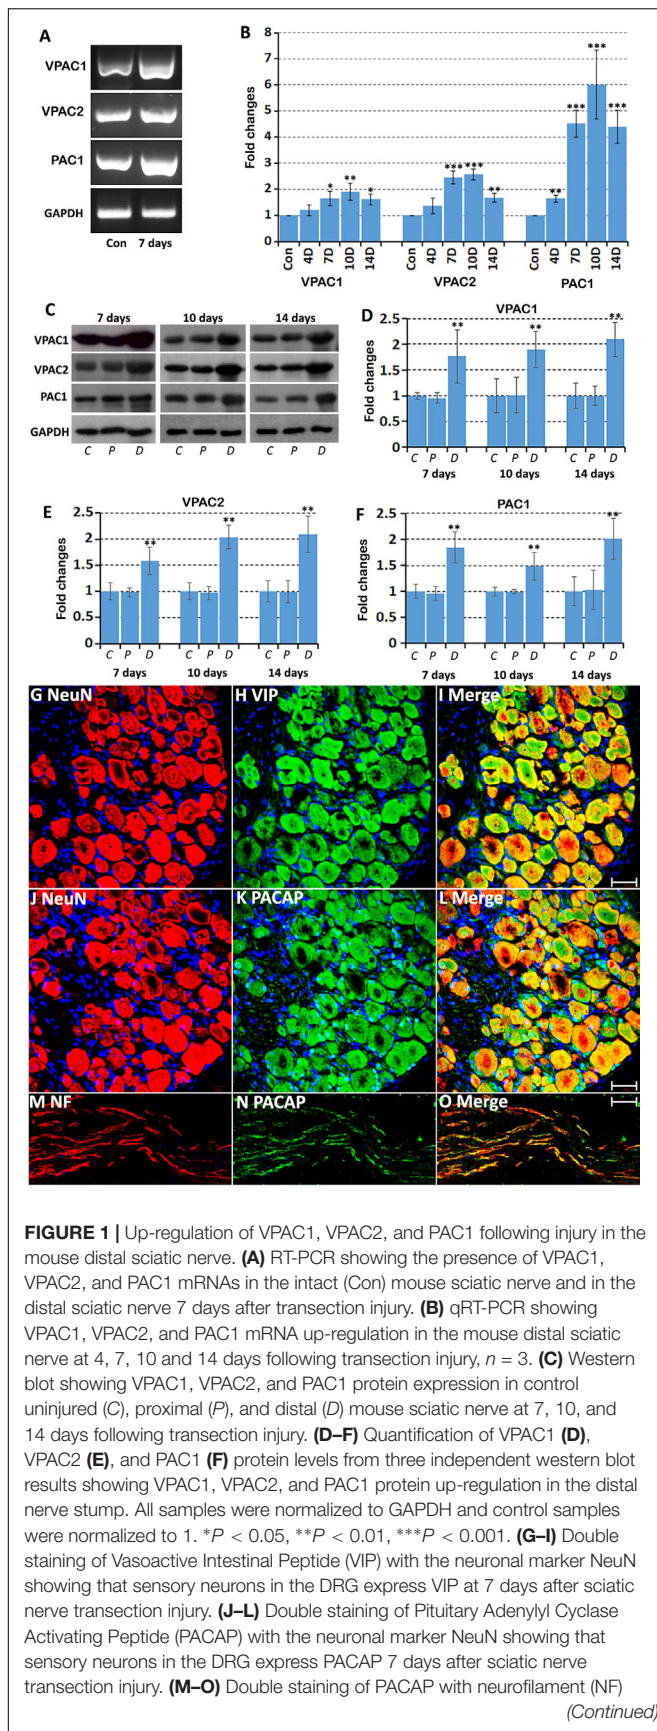 A
VPAC1
VPAC2
PAC1
GAPDH
Con 7 days
B
Fold changes
8
7
6
5
4
3
2
1
0
* ** *
*** *** **
** *** *** ***
Con 4D 7D 10D 14D Con 4D 7D 10D 14D Con 4D 7D 10D 14D
VPAC1 VPAC2 PAC1
C
7 days 10 days 14 days
VPAC1
VPAC2
PAC1
GAPDH
C P D C P D C P D
D
VPAC1
Fold changes
2.5
2
1.5
1
0.5
0
** ** **
C P D C P D C P D
7 days 10 days 14 days
E
VPAC2
Fold changes
2.5
2
1.5
1
0.5
0
** ** **
C P D C P D C P D
7 days 10 days 14 days
F
PAC1
Fold changes
2.5
2
1.5
1
0.5
0
** ** **
C P D C P D C P D
7 days 10 days 14 days
G NeuN H VIP I Merge
J NeuN K PACAP L Merge
M NF N PACAP O Merge
FIGURE 1 | Up-regulation of VPAC1, VPAC2, and PAC1 following injury in the
mouse distal sciatic nerve. (A) RT-PCR showing the presence of VPAC1,
VPAC2, and PAC1 mRNAs in the intact (Con) mouse sciatic nerve and in the
distal sciatic nerve 7 days after transection injury. (B) qRT-PCR showing
VPAC1, VPAC2, and PAC1 mRNA up-regulation in the mouse distal sciatic
nerve at 4, 7, 10 and 14 days following transection injury, n = 3. (C) Western
blot showing VPAC1, VPAC2, and PAC1 protein expression in control
uninjured (C), proximal (P), and distal (D) mouse sciatic nerve at 7, 10, and
14 days following transection injury. (D–F) Quantification of VPAC1 (D),
VPAC2 (E), and PAC1 (F) protein levels from three independent western blot
results showing VPAC1, VPAC2, and PAC1 protein up-regulation in the distal
nerve stump. All samples were normalized to GAPDH and control samples
were normalized to 1. *P < 0.05, **P < 0.01, ***P < 0.001. (G–I) Double
staining of Vasoactive Intestinal Peptide (VIP) with the neuronal marker NeuN
showing that sensory neurons in the DRG express VIP at 7 days after sciatic
nerve transection injury. (J–L) Double staining of Pituitary Adenylyl Cyclase
Activating Peptide (PACAP) with the neuronal marker NeuN showing that
sensory neurons in the DRG express PACAP 7 days after sciatic nerve
transection injury. (M–O) Double staining of PACAP with neurofilament (NF)
(Continued)